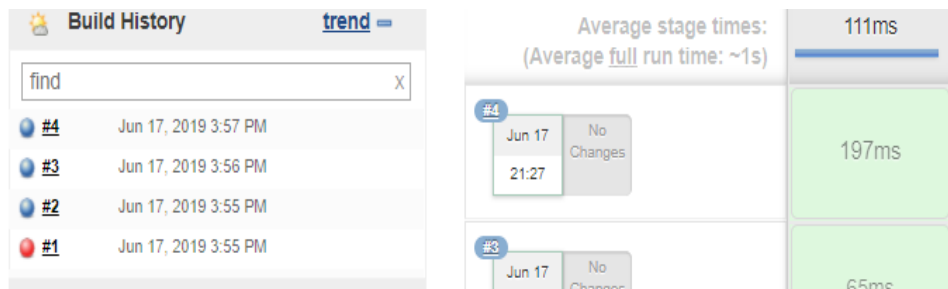 Build History trend
find x
#4 Jun 17, 2019 3:57 PM
#3 Jun 17, 2019 3:56 PM
#2 Jun 17, 2019 3:55 PM
#1 Jun 17, 2019 3:55 PM
Average stage times: 111ms
(Average full run time: ~1s)
#4
Jun 17 No
Changes
21:27
197ms
#3
Jun 17 No
Changes
65ms